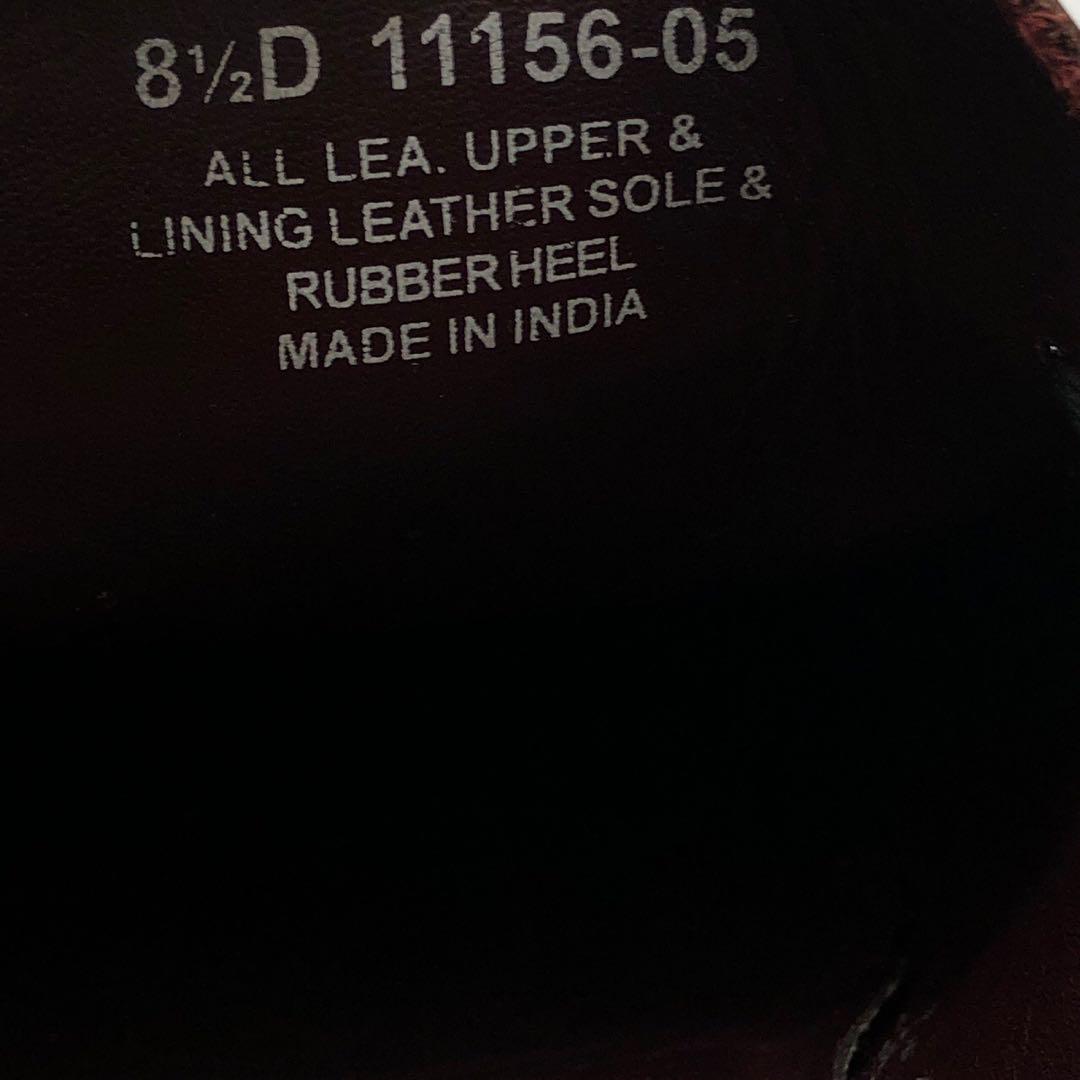 8½D 11156-05
ALL LEA. UPPER &
LINING LEATHER SOLE &
RUBBER HEEL
MADE IN INDIA